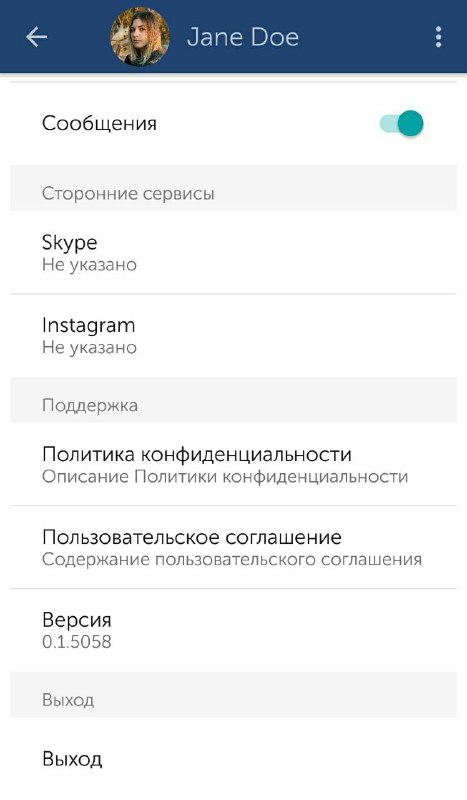 Jane Doe
Сообщения
Сторонние сервисы
Skype
Не указано
Instagram
Не указано
Поддержка
Политика конфиденциальности
Описание Политики конфиденциальности
Пользовательское соглашение
Содержание пользовательского соглашения
Версия
0.1.5058
Выход
Выход